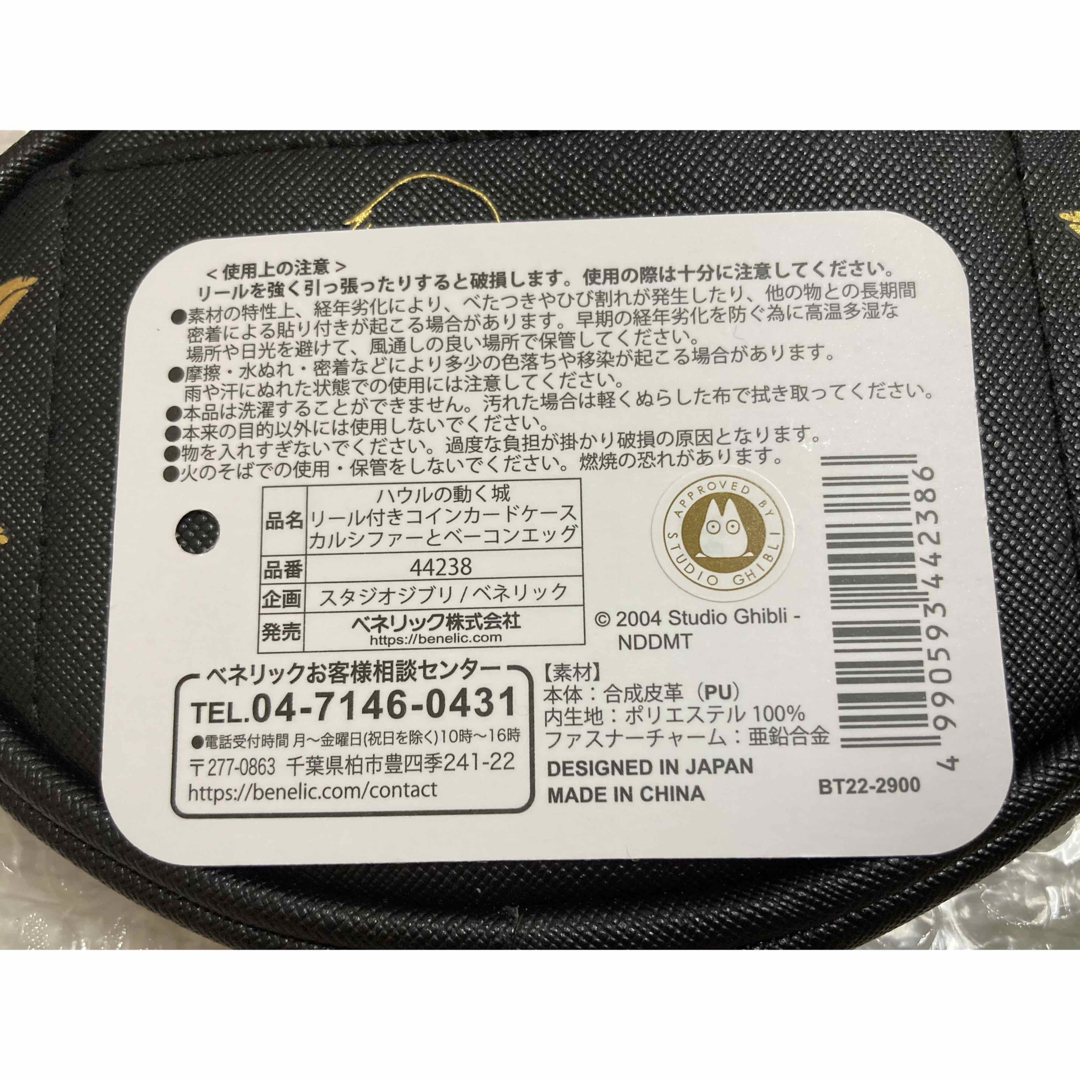 ＜使用上の注意＞
リールを強く引っ張ったりすると破損します。使用の際は十分に注意してください。
●素材の特性上、経年劣化により、べたつきやひび割れが発生したり、他の物との長期間
密着による貼り付きが起こる場合があります。早期の経年劣化を防ぐ為に高温多湿な
場所や日光を避けて、風通しの良い場所で保管してください。
●摩擦・水ぬれ・密着などにより多少の色落ちや移染が起こる場合があります。
雨や汗にぬれた状態での使用には注意してください。
●本品は洗濯することができません。汚れた場合は軽くぬらした布で拭き取ってください。
●本来の目的以外には使用しないでください。
●物を入れすぎないでください。過度な負担が掛かり破損の原因となります。
●火のそばでの使用・保管をしないでください。燃焼の恐れがあります。
品名
ハウルの動く城
リール付きコインカードケース
カルシファーとベーコンエッグ
品番 44238
企画 スタジオジブリ / ベネリック
発売 ベネリック株式会社
https://benelic.com
APPROVED BY
STUDIO GHIBLI
© 2004 Studio Ghibli -
NDDMT
4990593442386
ベネリックお客様相談センター
TEL.04-7146-0431
●電話受付時間 月〜金曜日(祝日を除く)10時〜16時
〒277-0863 千葉県柏市豊四季241-22
https://benelic.com/contact
【素材】
本体：合成皮革（PU）
内生地：ポリエステル 100%
ファスナーチャーム：亜鉛合金
DESIGNED IN JAPAN
MADE IN CHINA
BT22-2900